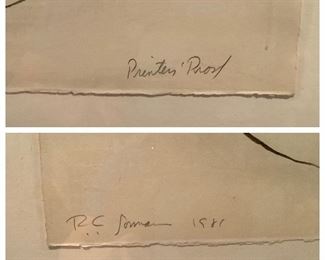 Printers' Proof
R.C. Gorman 1981